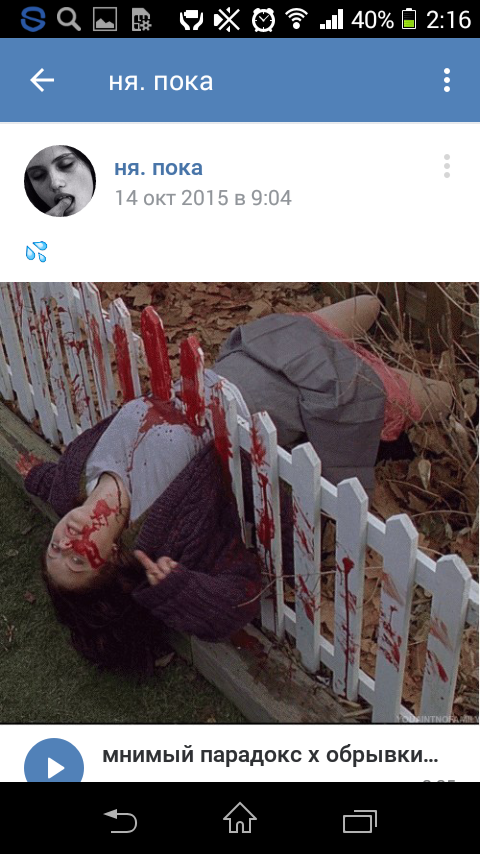 40% 2:16
ня. пока
ня. пока
14 окт 2015 в 9:04
мнимый парадокс х обрывки...